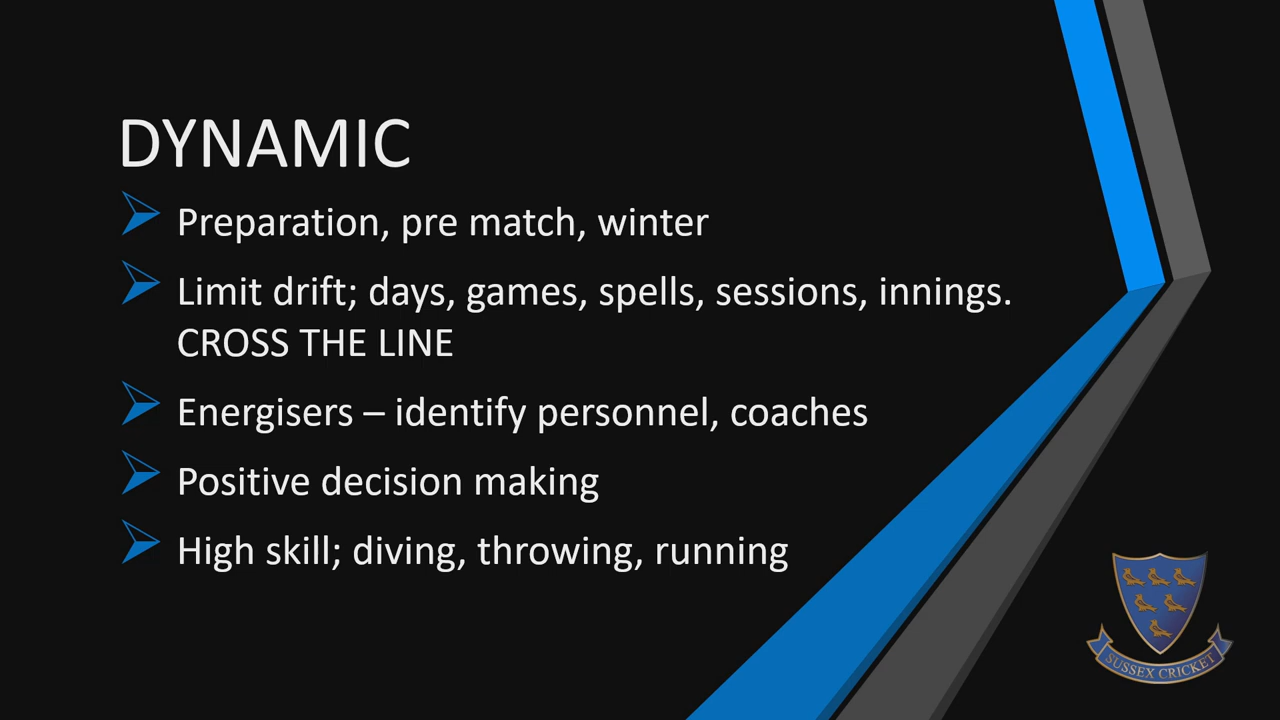 DYNAMIC
Preparation, pre match, winter
Limit drift; days, games, spells, sessions, innings.
CROSS THE LINE
Energisers – identify personnel, coaches
Positive decision making
High skill; diving, throwing, running
SUSSEX CRICKET